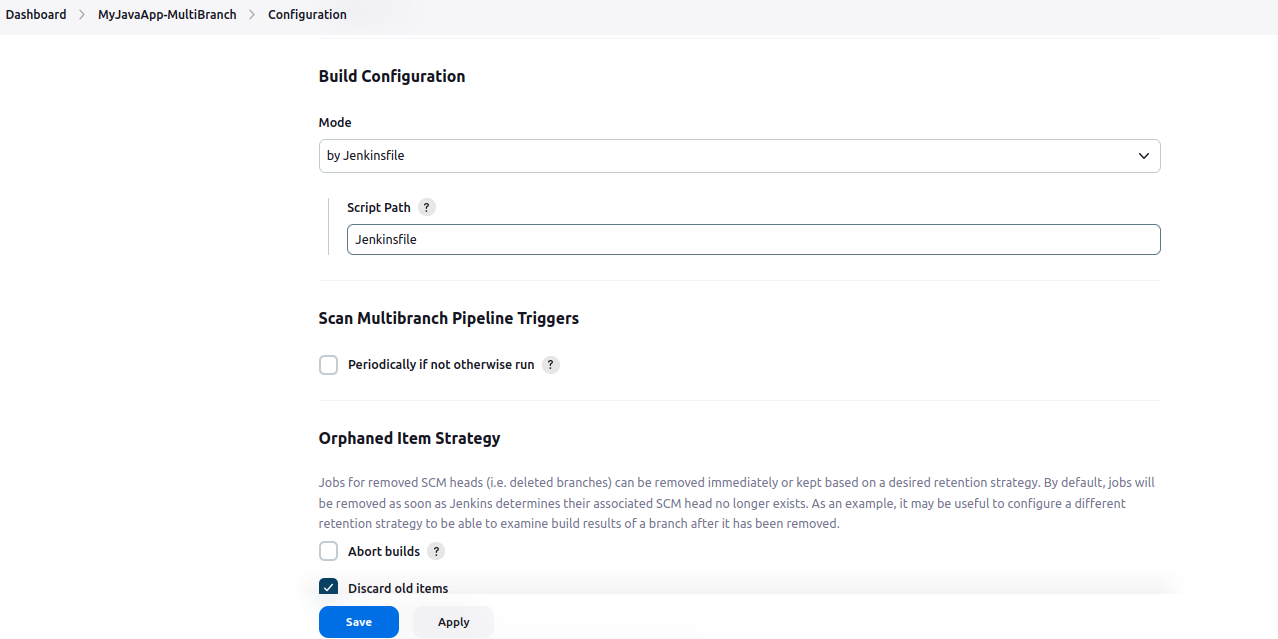 Dashboard > MyJavaApp-MultiBranch > Configuration
Build Configuration
Mode
by Jenkinsfile
Script Path ?
Jenkinsfile
Scan Multibranch Pipeline Triggers
Periodically if not otherwise run ?
Orphaned Item Strategy
Jobs for removed SCM heads (i.e. deleted branches) can be removed immediately or kept based on a desired retention strategy. By default, jobs will
be removed as soon as Jenkins determines their associated SCM head no longer exists. As an example, it may be useful to configure a different
retention strategy to be able to examine build results of a branch after it has been removed.
Abort builds ?
Discard old items
Save Apply